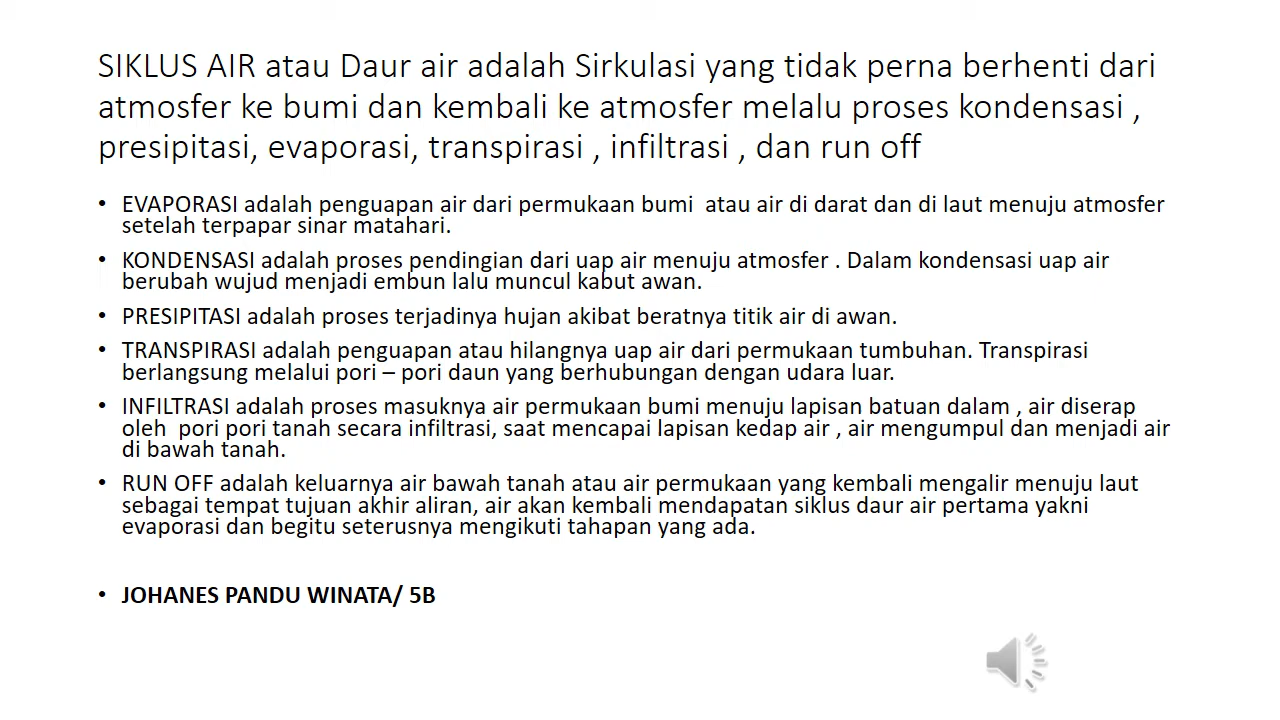 SIKLUS AIR atau Daur air adalah Sirkulasi yang tidak perna berhenti dari
atmosfer ke bumi dan kembali ke atmosfer melalu proses kondensasi ,
presipitasi, evaporasi, transpirasi , infiltrasi , dan run off
• EVAPORASI adalah penguapan air dari permukaan bumi  atau air di darat dan di laut menuju atmosfer
setelah terpapar sinar matahari.
• KONDENSASI adalah proses pendingian dari uap air menuju atmosfer . Dalam kondensasi uap air
berubah wujud menjadi embun lalu muncul kabut awan.
• PRESIPITASI adalah proses terjadinya hujan akibat beratnya titik air di awan.
• TRANSPIRASI adalah penguapan atau hilangnya uap air dari permukaan tumbuhan. Transpirasi
berlangsung melalui pori – pori daun yang berhubungan dengan udara luar.
• INFILTRASI adalah proses masuknya air permukaan bumi menuju lapisan batuan dalam , air diserap
oleh  pori pori tanah secara infiltrasi, saat mencapai lapisan kedap air , air mengumpul dan menjadi air
di bawah tanah.
• RUN OFF adalah keluarnya air bawah tanah atau air permukaan yang kembali mengalir menuju laut
sebagai tempat tujuan akhir aliran, air akan kembali mendapatan siklus daur air pertama yakni
evaporasi dan begitu seterusnya mengikuti tahapan yang ada.
• JOHANES PANDU WINATA/ 5B